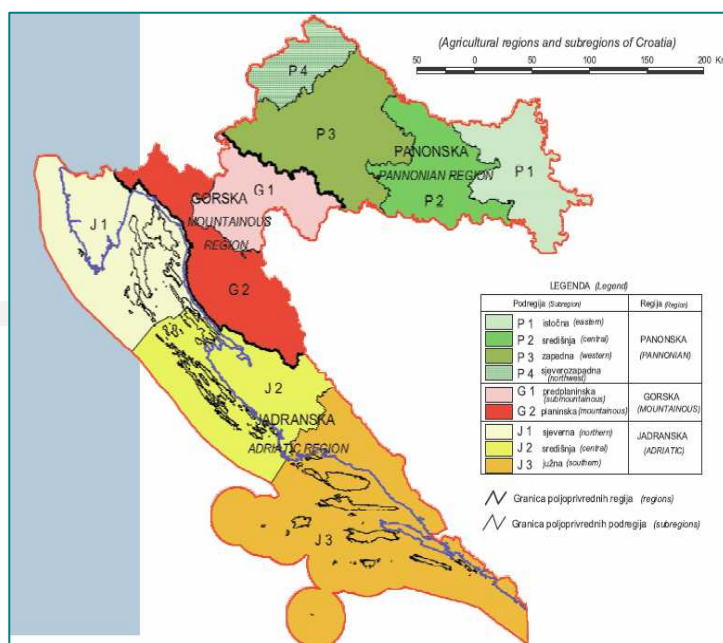 (Agricultural regions and subregions of Croatia)
50 0 50 100 150 200 K
P 4
P 3
PANONSKA
PANNONIAN REGION
P 1
P 2
G 1
GORSKA
MOUNTAINOUS
REGION
J 1
G 2
J 2
JADRANSKA
ADRIATIC REGION
J 3
LEGENDA (Legend)
Podregija (Subregion) Regija (Region)
P 1 istočna (eastern)
P 2 središnja (central)
P 3 zapadna (western)
P 4 sjeverozapadna (northwest)
PANONSKA
(PANNONIAN)
G 1 predplaninska (submountainous)
G 2 planinska (mountainous)
GORSKA
(MOUNTAINOUS)
J 1 sjeverna (northern)
J 2 središnja (central)
J 3 južna (southern)
JADRANSKA
(ADRIATIC)
Granica poljoprivrednih regija (regions)
Granica poljoprivrednih podregija (subregions)